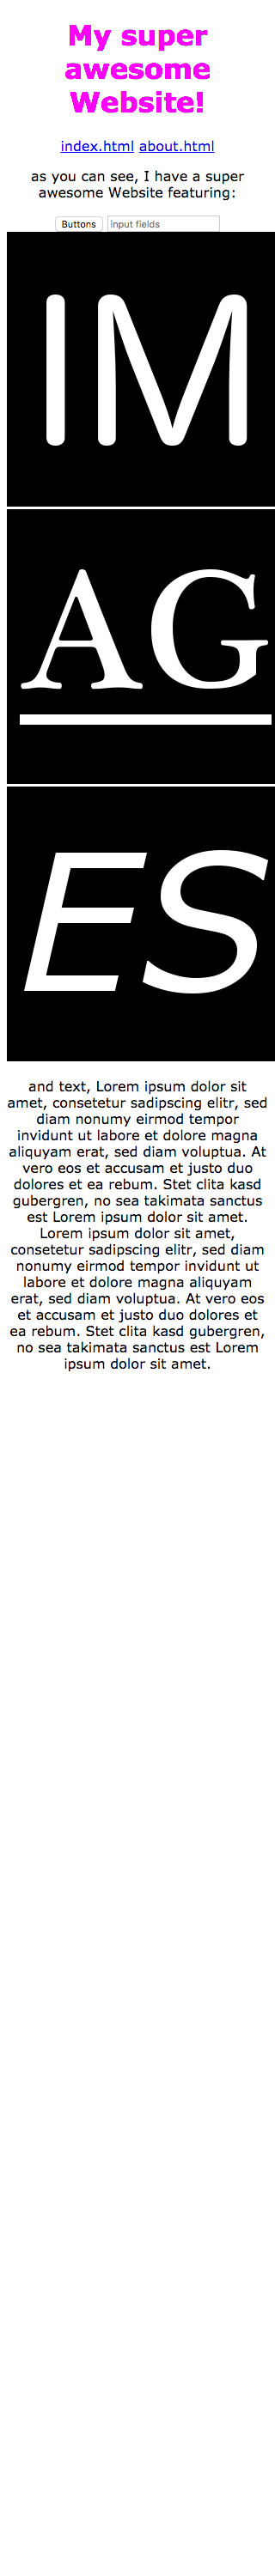 My super
awesome
Website!
index.html about.html
as you can see, I have a super
awesome Website featuring:
Buttons input fields
IM
AG
ES
and text, Lorem ipsum dolor sit
amet, consetetur sadipscing elitr, sed
diam nonumy eirmod tempor
invidunt ut labore et dolore magna
aliquyam erat, sed diam voluptua. At
vero eos et accusam et justo duo
dolores et ea rebum. Stet clita kasd
gubergren, no sea takimata sanctus
est Lorem ipsum dolor sit amet.
Lorem ipsum dolor sit amet,
consetetur sadipscing elitr, sed diam
nonumy eirmod tempor invidunt ut
labore et dolore magna aliquyam
erat, sed diam voluptua. At vero eos
et accusam et justo duo dolores et
ea rebum. Stet clita kasd gubergren,
no sea takimata sanctus est Lorem
ipsum dolor sit amet.